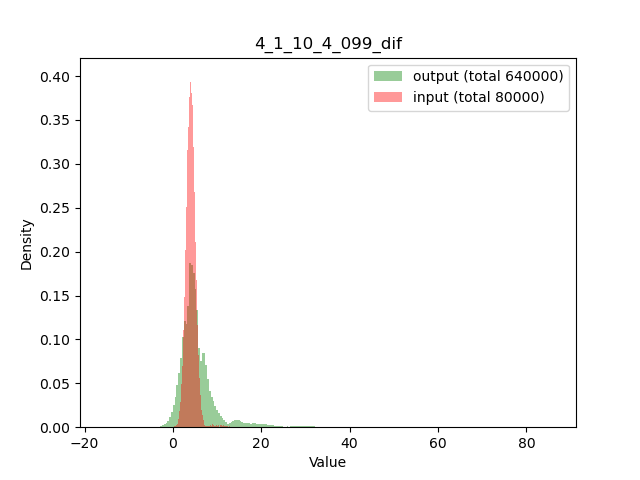 4_1_10_4_099_dif
output (total 640000)
input (total 80000)
Density
0.40
0.35
0.30
0.25
0.20
0.15
0.10
0.05
0.00
−20 0 20 40 60 80
Value